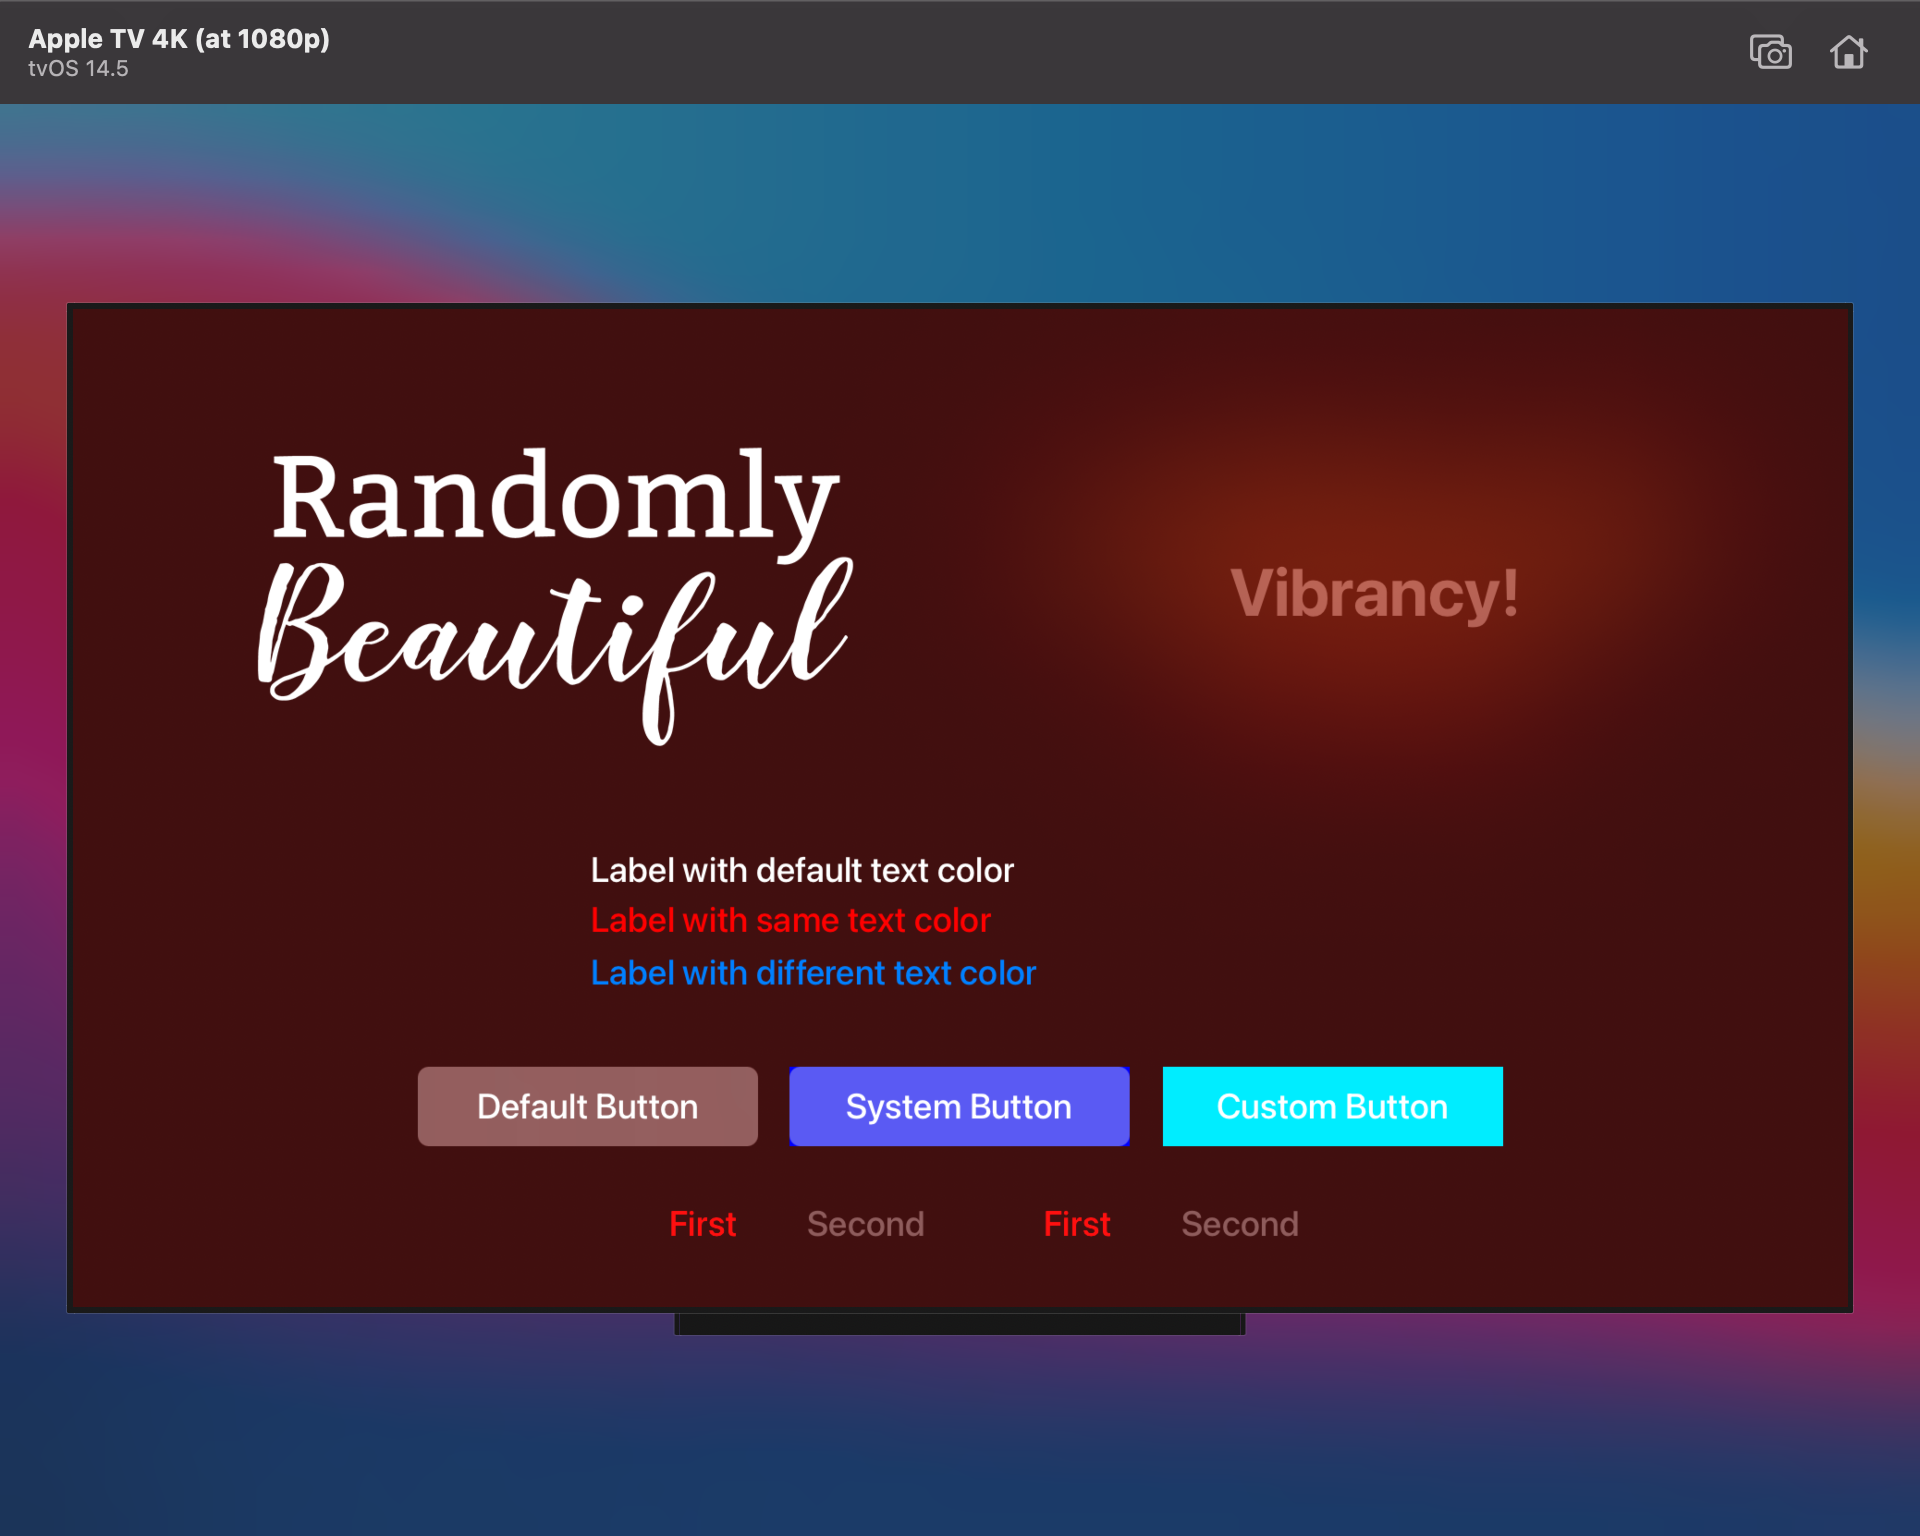 Apple TV 4K (at 1080p)
tvOS 14.5
Randomly
Beautiful
Vibrancy!
Label with default text color
Label with same text color
Label with different text color
Default Button System Button Custom Button
First Second First Second